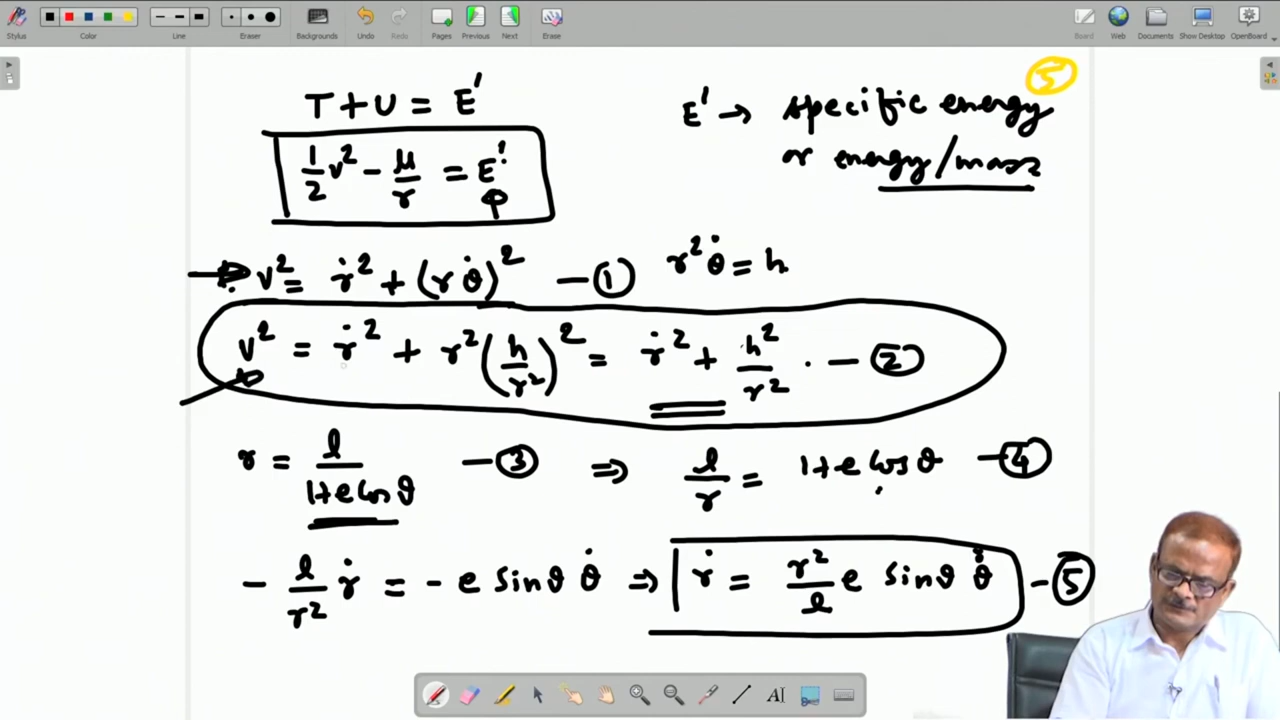 Stylus Color Line Eraser Backgrounds Undo Redo Pages Previous Next Erase Board Web Documents Show Desktop OpenBoard
5
T + U = E'
E' → specific energy
or energy/mass
1/2 v² - μ/r = E'
v² = ṙ² + (r θ̇)² — ① r² θ̇ = h
v² = ṙ² + r² (h/r²)² = ṙ² + h²/r² · — ②
r = l/(1+e Cos θ) — ③ ⇒ l/r = 1+e Cos θ — ④
- l/r² ṙ = - e Sin θ θ̇ ⇒ ṙ = r²/l e Sin θ θ̇ — ⑤